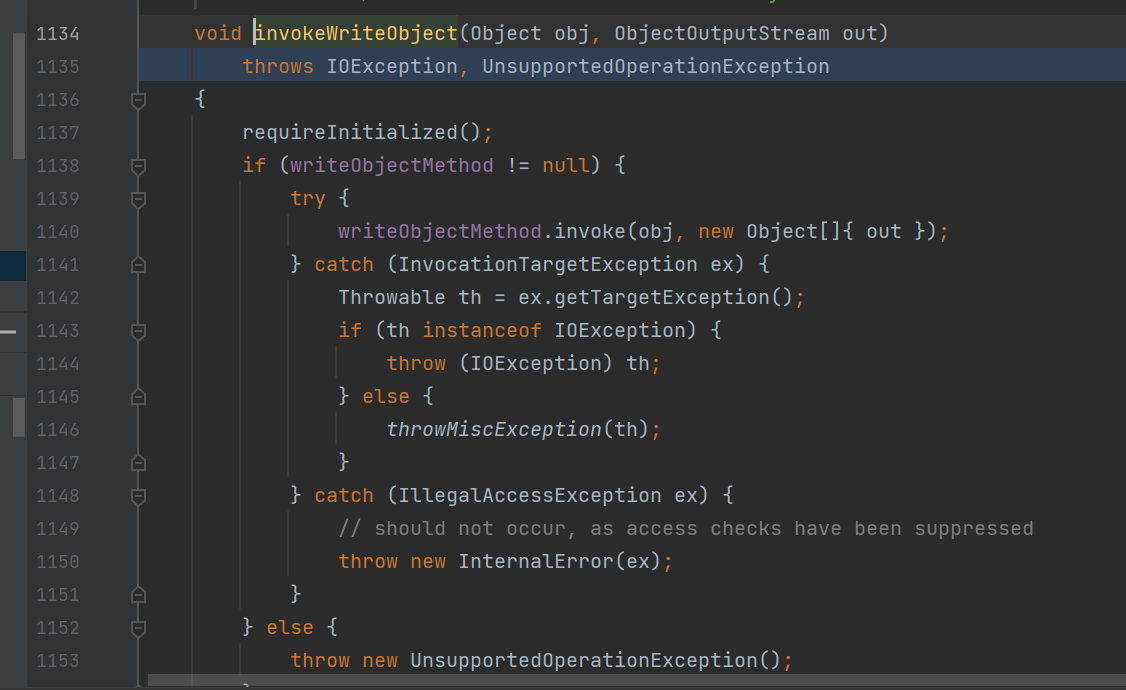 1134 void invokeWriteObject(Object obj, ObjectOutputStream out)
1135 throws IOException, UnsupportedOperationException
1136 {
1137 requireInitialized();
1138 if (writeObjectMethod != null) {
1139 try {
1140 writeObjectMethod.invoke(obj, new Object[]{ out });
1141 } catch (InvocationTargetException ex) {
1142 Throwable th = ex.getTargetException();
1143 if (th instanceof IOException) {
1144 throw (IOException) th;
1145 } else {
1146 throwMiscException(th);
1147 }
1148 } catch (IllegalAccessException ex) {
1149 // should not occur, as access checks have been suppressed
1150 throw new InternalError(ex);
1151 }
1152 } else {
1153 throw new UnsupportedOperationException();